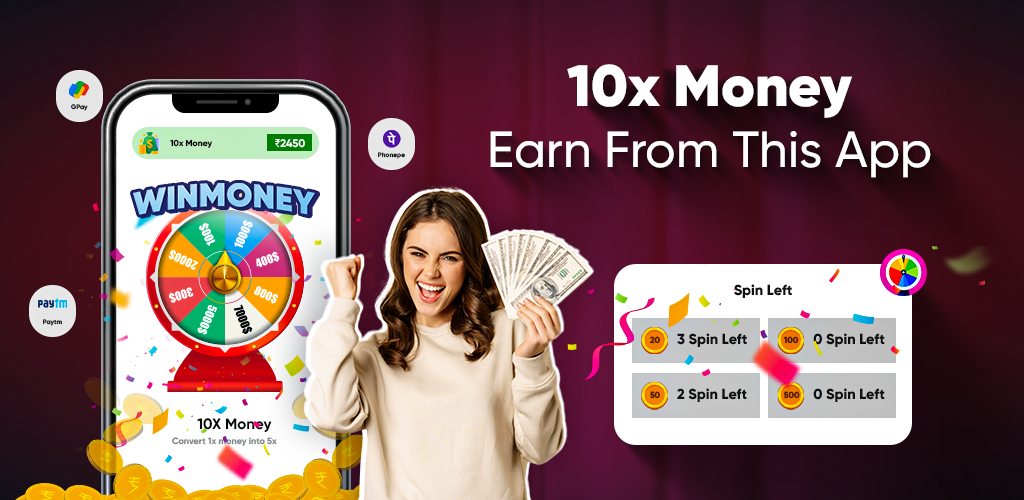 10x Money
Earn From This App
GPay
10x Money
₹2450
पे
Phonepe
WINMONEY
100$
1000$
400$
800$
7000$
5000$
300$
2000$
Paytm
Paytm
10X Money
Convert 1x money into 5x
Spin Left
20
3 Spin Left
100
0 Spin Left
50
2 Spin Left
500
0 Spin Left